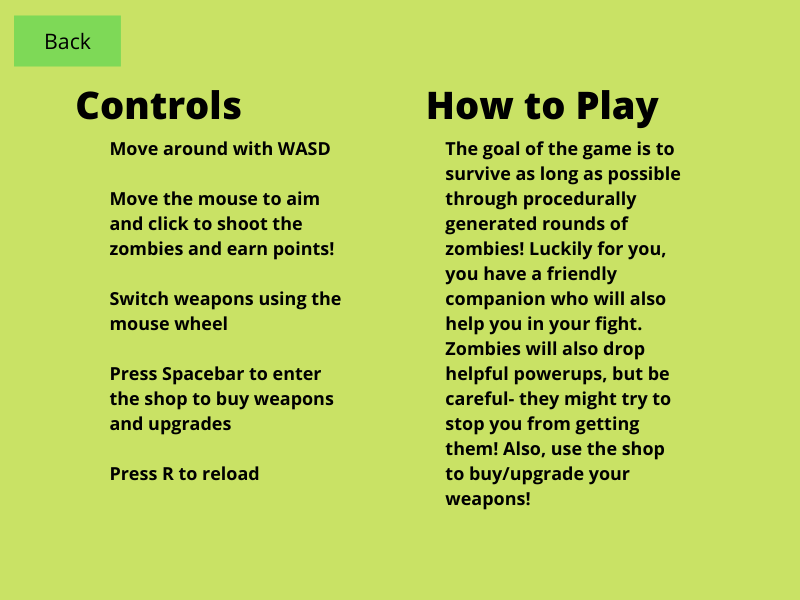 Back
Controls
Move around with WASD
Move the mouse to aim
and click to shoot the
zombies and earn points!
Switch weapons using the
mouse wheel
Press Spacebar to enter
the shop to buy weapons
and upgrades
Press R to reload
How to Play
The goal of the game is to
survive as long as possible
through procedurally
generated rounds of
zombies! Luckily for you,
you have a friendly
companion who will also
help you in your fight.
Zombies will also drop
helpful powerups, but be
careful- they might try to
stop you from getting
them! Also, use the shop
to buy/upgrade your
weapons!